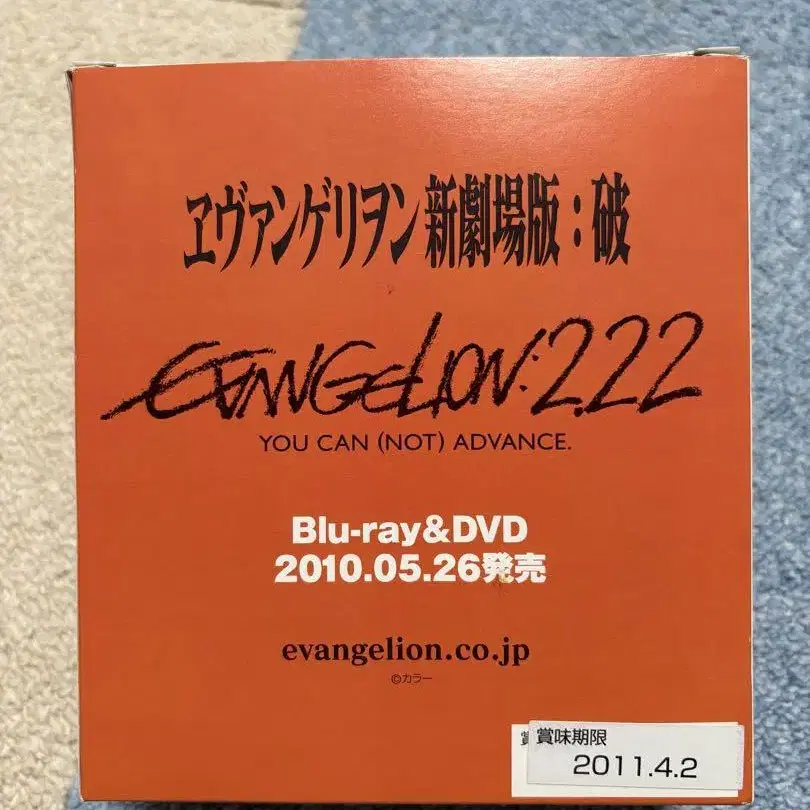 ヱヴァンゲリヲン新劇場版：破
EVANGELION:2.22
YOU CAN (NOT) ADVANCE.
Blu-ray&DVD
2010.05.26発売
evangelion.co.jp
©カラー
賞味期限
2011.4.2